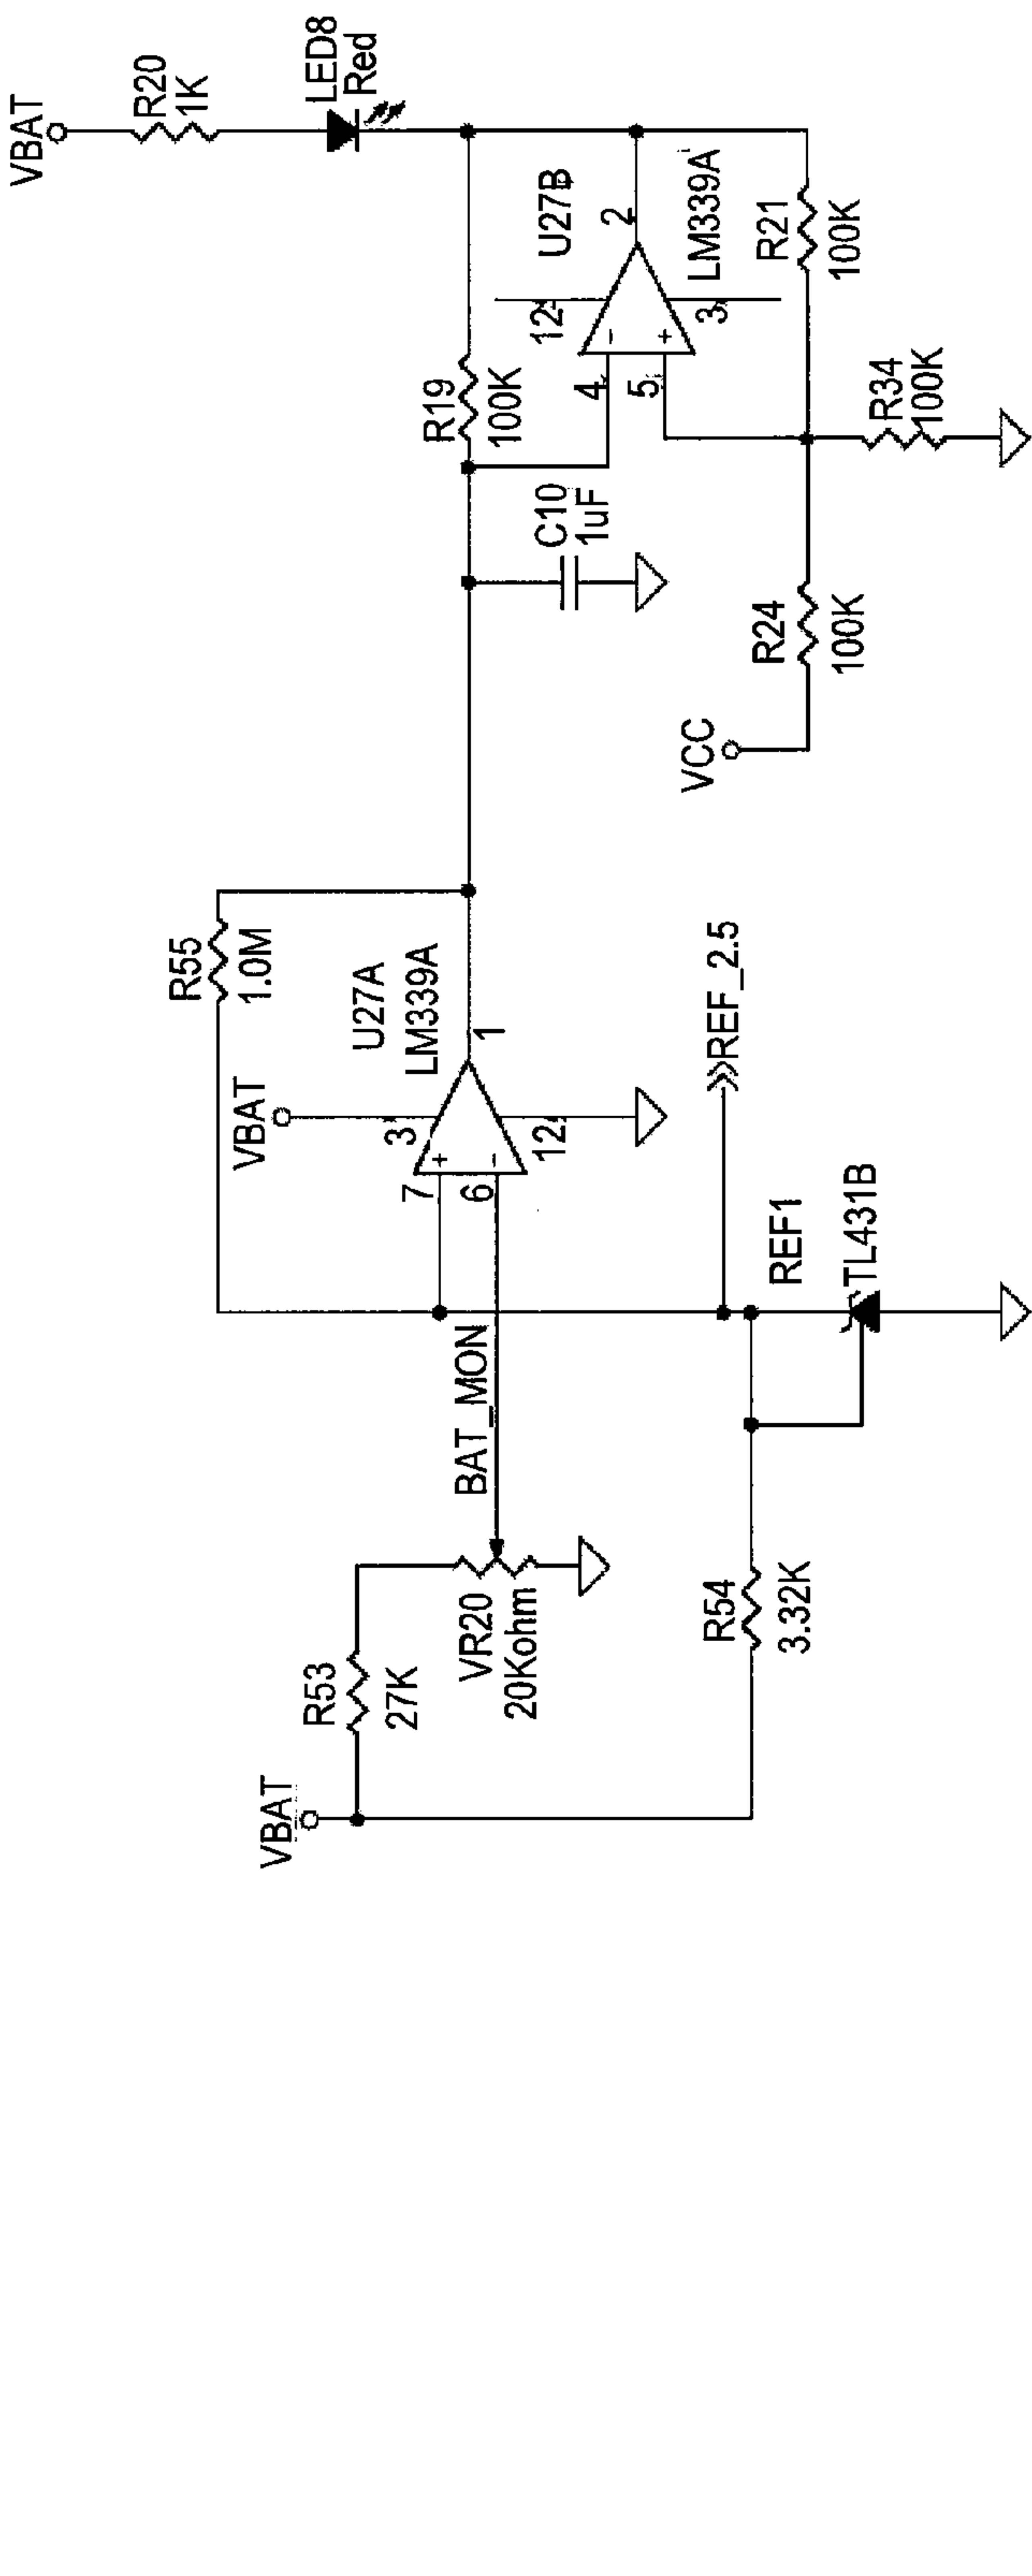 VBAT
R20
1K
LED8
Red
R19
100K
U27B
12
2
4
5
3
LM339A
R21
100K
C10
1uF
R34
100K
R24
100K
VCC
R55
1.0M
U27A
LM339A
VBAT
3
1
7
+
6
-
12
-
+
BAT_MON
REF_2.5
REF1
TL431B
VR20
20Kohm
R53
27K
R54
3.32K
VBAT